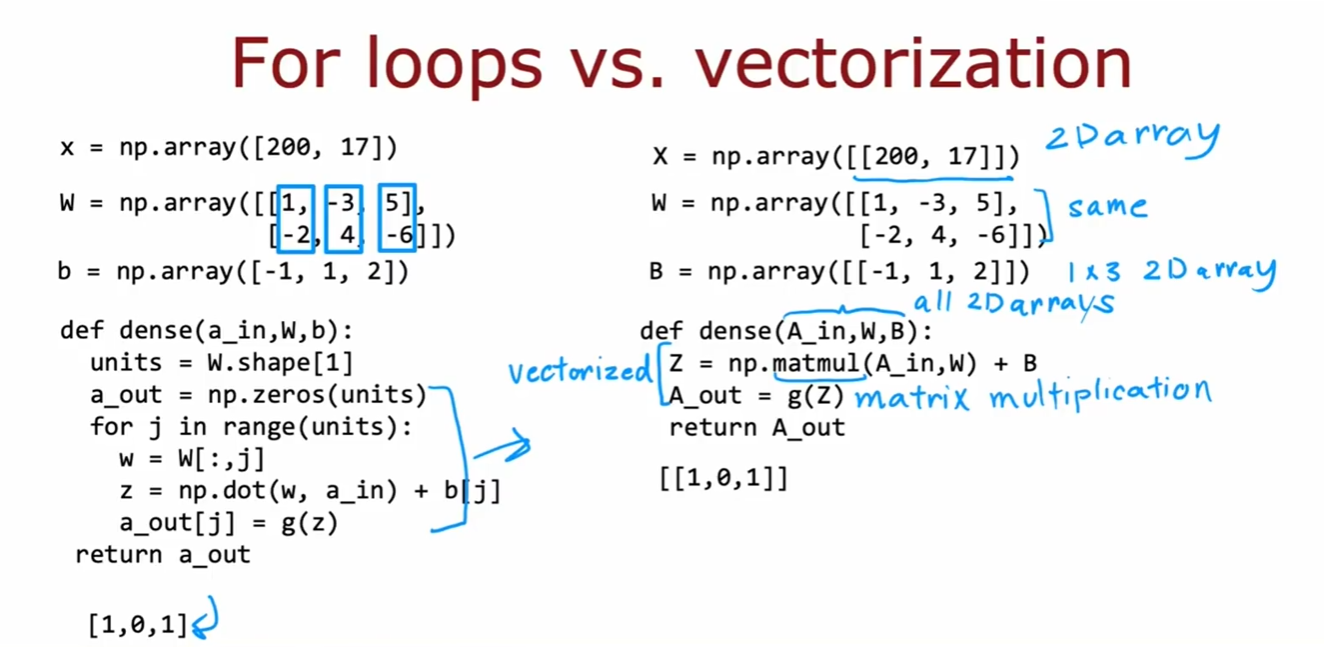 For loops vs. vectorization
x = np.array([200, 17])
W = np.array([[1, -3, 5],
[-2, 4, -6]])
b = np.array([-1, 1, 2])
def dense(a_in,W,b):
units = W.shape[1]
a_out = np.zeros(units)
for j in range(units):
w = W[:,j]
z = np.dot(w, a_in) + b[j]
a_out[j] = g(z)
return a_out
[1,0,1]
X = np.array([[200, 17]]) 2D array
W = np.array([[1, -3, 5],
[-2, 4, -6]])
same
B = np.array([[-1, 1, 2]]) 1x3 2D array
all 2D arrays
def dense(A_in,W,B):
vectorized
Z = np.matmul(A_in,W) + B
A_out = g(Z) matrix multiplication
return A_out
[[1,0,1]]